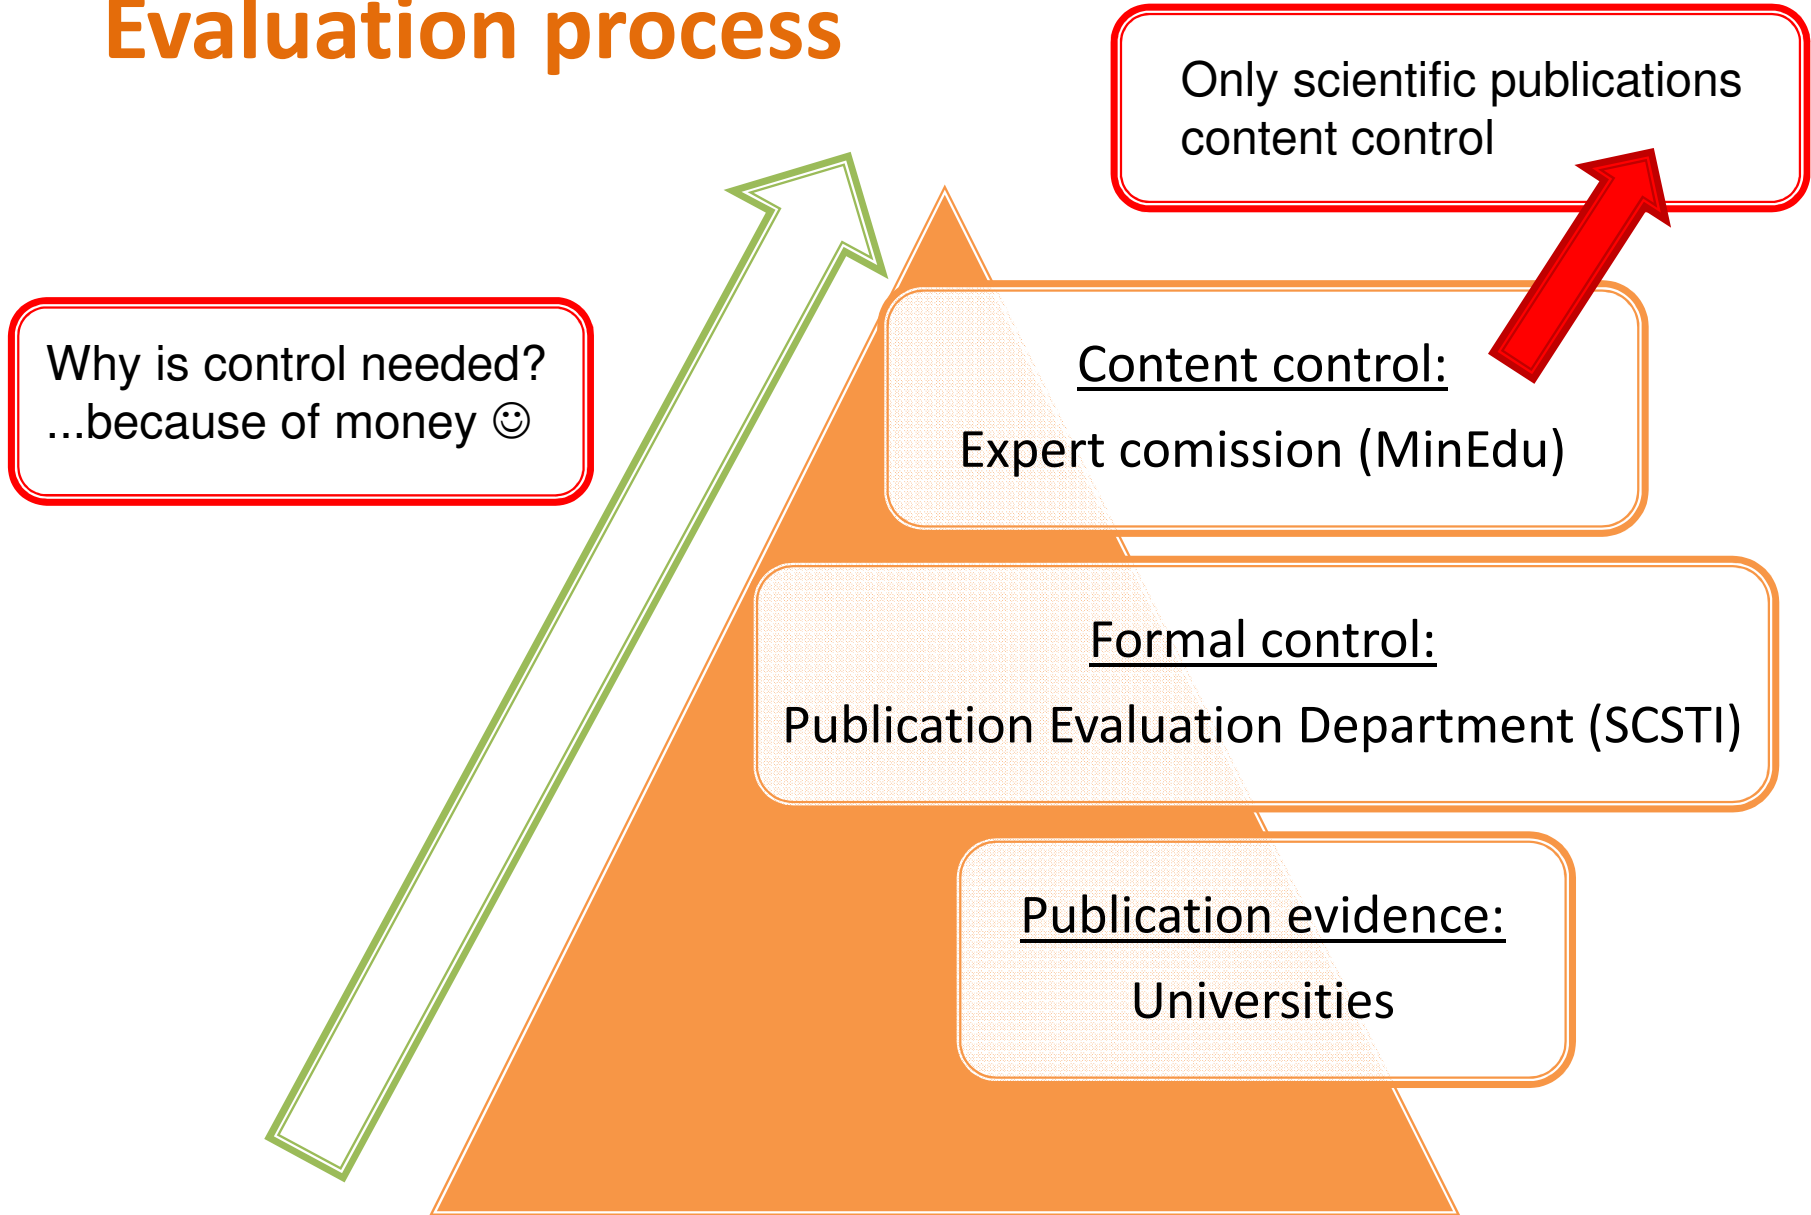 Evaluation process
Only scientific publications
content control
Why is control needed?
...because of money ☺
Content control:
Expert comission (MinEdu)
Formal control:
Publication Evaluation Department (SCSTI)
Publication evidence:
Universities